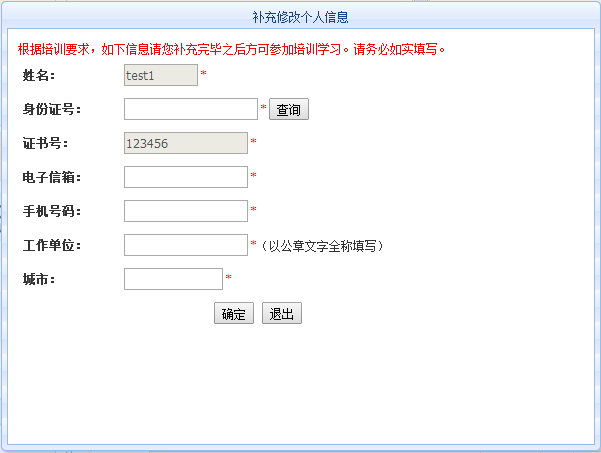 补充修改个人信息
根据培训要求，如下信息请您补充完毕之后方可参加培训学习。请务必如实填写。
姓名： test1 *
身份证号： * 查询
证书号： 123456 *
电子信箱： *
手机号码： *
工作单位： *（以公章文字全称填写）
城市： *
确定 退出